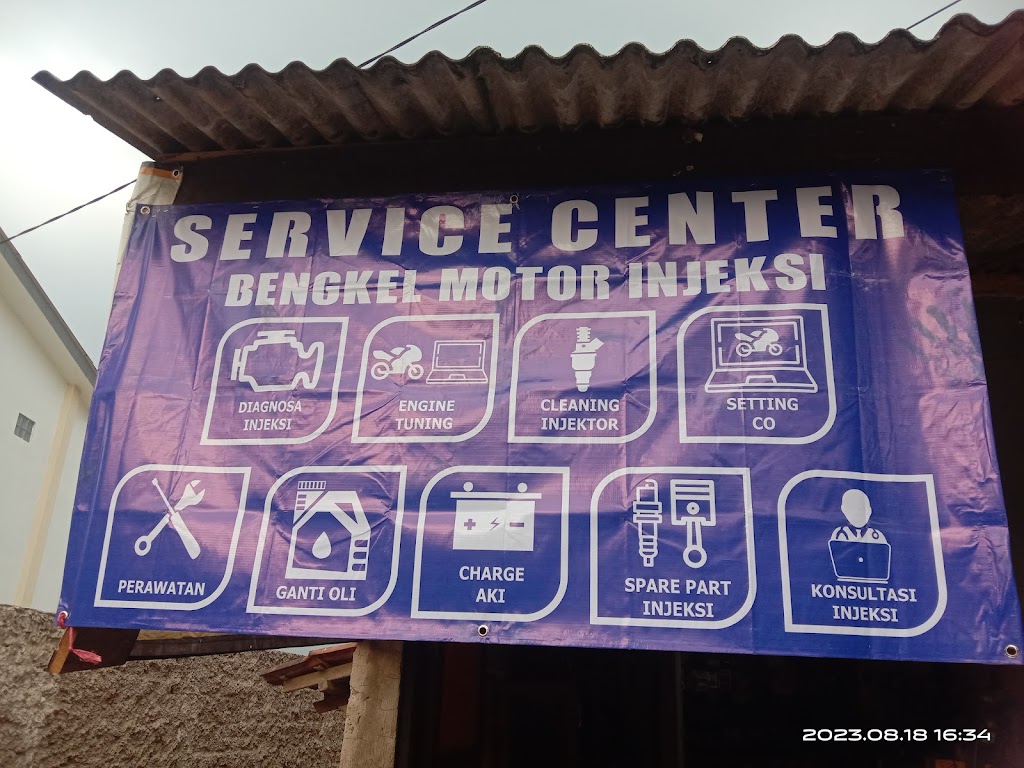 SERVICE CENTER
BENGKEL MOTOR INJEKSI
DIAGNOSA
INJEKSI
ENGINE
TUNING
CLEANING
INJEKTOR
SETTING
CO
PERAWATAN
GANTI OLI
CHARGE
AKI
SPARE PART
INJEKSI
KONSULTASI
INJEKSI
2023.08.18 16:34